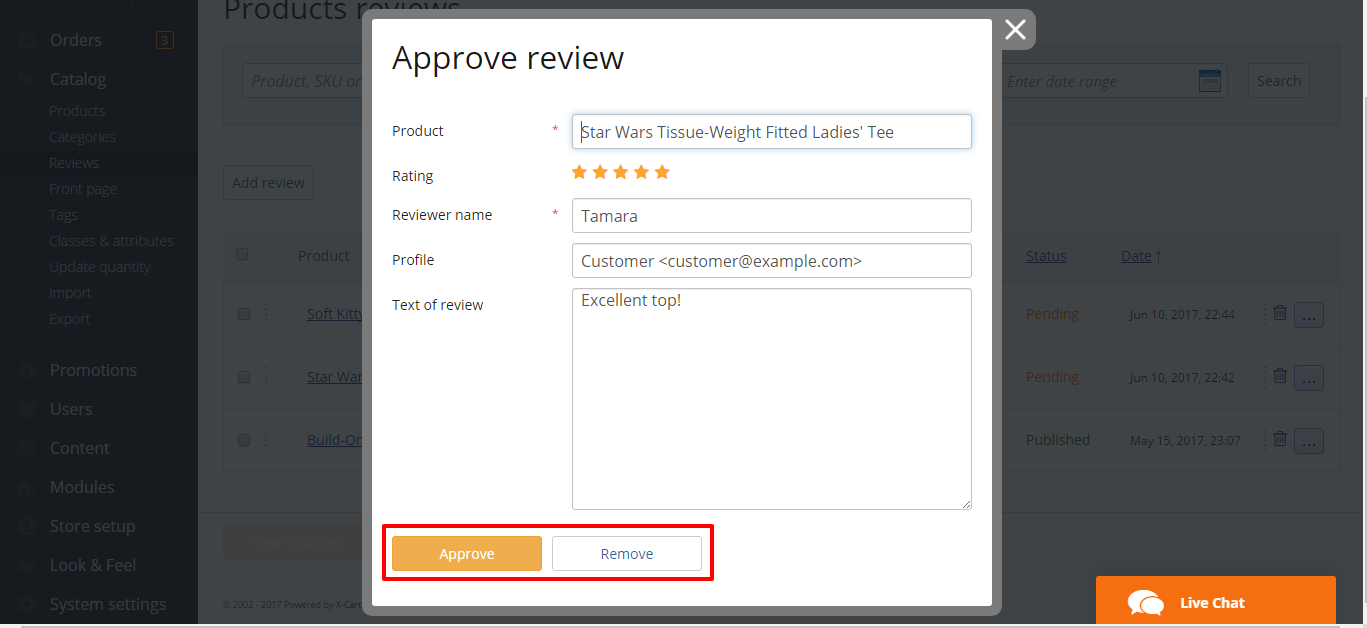 Products reviews
Orders 3
Catalog
Products
Categories
Reviews
Front page
Tags
Classes & attributes
Update quantity
Import
Export
Promotions
Users
Content
Modules
Store setup
Look & Feel
System settings
Product, SKU or
Enter date range
Search
Add review
Product
Status
Date ↑
Soft Kitty
Pending
Jun 10, 2017, 22:44
...
Star War
Pending
Jun 10, 2017, 22:42
...
Build-On
Published
May 15, 2017, 23:07
...
Save changes
© 2002 - 2017 Powered by X-Cart
Approve review
Product * Star Wars Tissue-Weight Fitted Ladies' Tee
Rating
Reviewer name * Tamara
Profile Customer <customer@example.com>
Text of review Excellent top!
Approve Remove
Live Chat